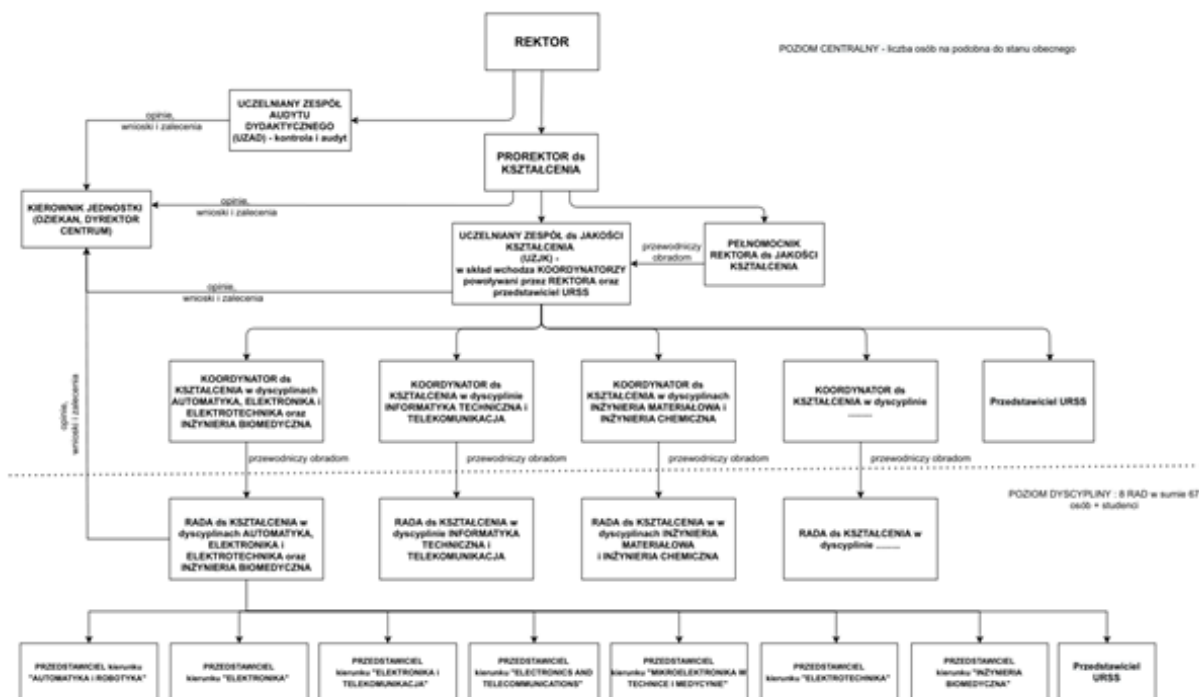 REKTOR
POZIOM CENTRALNY - liczba osób na podobna do stanu obecnego
UCZELNIANY ZESPÓŁ
AUDYTU
DYDAKTYCZNEGO
(UZAD) - kontrola i audyt
opinie,
wnioski i zalecenia
PROREKTOR ds
KSZTAŁCENIA
KIEROWNIK JEDNOSTKI
(DZIEKAN, DYREKTOR
CENTRUM)
opinie,
wnioski i zalecenia
UCZELNIANY ZESPÓŁ ds JAKOŚCI
KSZTAŁCENIA
(UZJK) -
w skład wchodza KOORDYNATORZY
powoływani przez REKTORA oraz
przedstawiciel URSS
przewodniczy
obradom
PEŁNOMOCNIK
REKTORA ds JAKOŚCI
KSZTAŁCENIA
opinie,
wnioski i zalecenia
opinie,
wnioski i zalecenia
KOORDYNATOR ds
KSZTAŁCENIA w dyscyplinach
AUTOMATYKA, ELEKTRONIKA i
ELEKTROTECHNIKA oraz
INŻYNIERIA BIOMEDYCZNA
KOORDYNATOR ds
KSZTAŁCENIA w dyscyplinie
INFORMATYKA TECHNICZNA i
TELEKOMUNIKACJA
KOORDYNATOR ds
KSZTAŁCENIA w dyscyplinach
INŻYNIERIA MATERIAŁOWA i
INŻYNIERIA CHEMICZNA
KOORDYNATOR ds
KSZTAŁCENIA w dyscyplinie
.........
Przedstawiciel URSS
przewodniczy obradom
przewodniczy obradom
przewodniczy obradom
przewodniczy obradom
POZIOM DYSCYPLINY : 8 RAD w sumie 67
osób + studenci
RADA ds KSZTAŁCENIA w
dyscyplinach AUTOMATYKA,
ELEKTRONIKA i
ELEKTROTECHNIKA oraz
INŻYNIERIA BIOMEDYCZNA
RADA ds KSZTAŁCENIA w
dyscyplinie INFORMATYKA
TECHNICZNA i
TELEKOMUNIKACJA
RADA ds KSZTAŁCENIA w w
dyscyplinach INŻYNIERIA
MATERIAŁOWA
i INŻYNIERIA CHEMICZNA
RADA ds KSZTAŁCENIA w
dyscyplinie .........
PRZEDSTAWICIEL kierunku
"AUTOMATYKA i ROBOTYKA"
PRZEDSTAWICIEL
kierunku "ELEKTRONIKA"
PRZEDSTAWICIEL
kierunku "ELEKTRONIKA i
TELEKOMUNIKACJA"
PRZEDSTAWICIEL
kierunku "ELECTRONICS AND
TELECOMMUNICATIONS"
PRZEDSTAWICIEL
kierunku "MIKROELEKTRONIKA W
TECHNICE I MEDYCYNIE"
PRZEDSTAWICIEL
kierunku "ELEKTROTECHNIKA"
PRZEDSTAWICIEL
kierunku "INŻYNIERIA
BIOMEDYCZNA"
Przedstawiciel
URSS